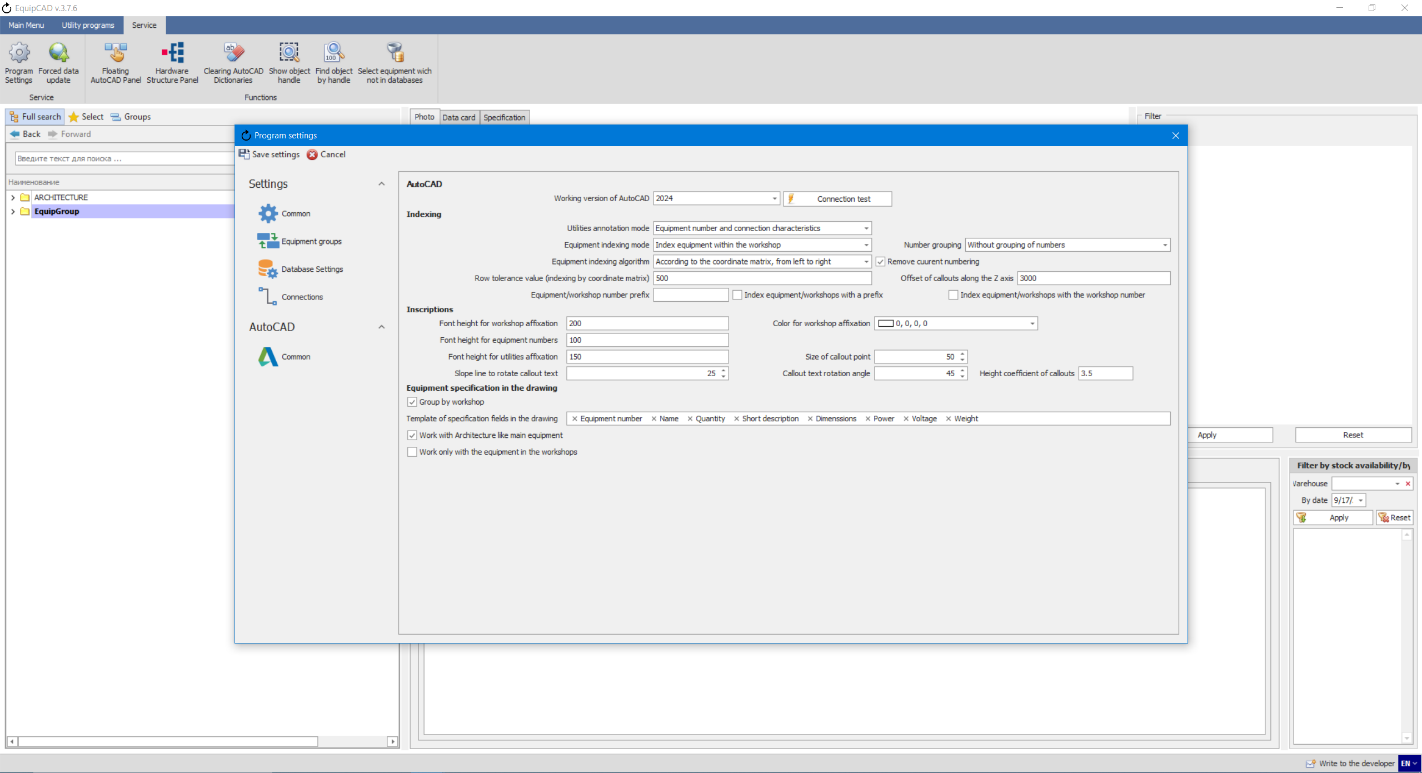 EquipCAD v.3.7.6
Main Menu Utility programs Service
Program Settings
Forced data update
Floating AutoCAD Panel
Hardware Structure Panel
Clearing AutoCAD Dictionaries
Show object handle
Find object by handle
Select equipment wich not in databases
Service Functions
Full search Select Groups
Photo Data card Specification
Filter
Back Forward
Введите текст для поиска ...
Наименование
ARCHITECTURE
EquipGroup
Program settings
Save settings Cancel
Settings
Common
Equipment groups
Database Settings
Connections
AutoCAD
Common
AutoCAD
Working version of AutoCAD 2024 Connection test
Indexing
Utilities annotation mode Equipment number and connection characteristics
Equipment indexing mode Index equipment within the workshop Number grouping Without grouping of numbers
Equipment indexing algorithm According to the coordinate matrix, from left to right Remove cuurent numbering
Row tolerance value (indexing by coordinate matrix) 500 Offset of callouts along the Z axis 3000
Equipment/workshop number prefix Index equipment/workshops with a prefix Index equipment/workshops with the workshop number
Inscriptions
Font height for workshop affixation 200 Color for workshop affixation 0, 0, 0, 0
Font height for equipment numbers 100
Font height for utilities affixation 150 Size of callout point 50
Slope line to rotate callout text 25 Callout text rotation angle 45 Height coefficient of callouts 3.5
Equipment specification in the drawing
Group by workshop
Template of specification fields in the drawing × Equipment number × Name × Quantity × Short description × Dimenssions × Power × Voltage × Weight
Work with Architecture like main equipment
Work only with the equipment in the workshops
Apply Reset
Filter by stock availability/by
Varehouse
By date 9/17/
Apply Reset
Write to the developer EN